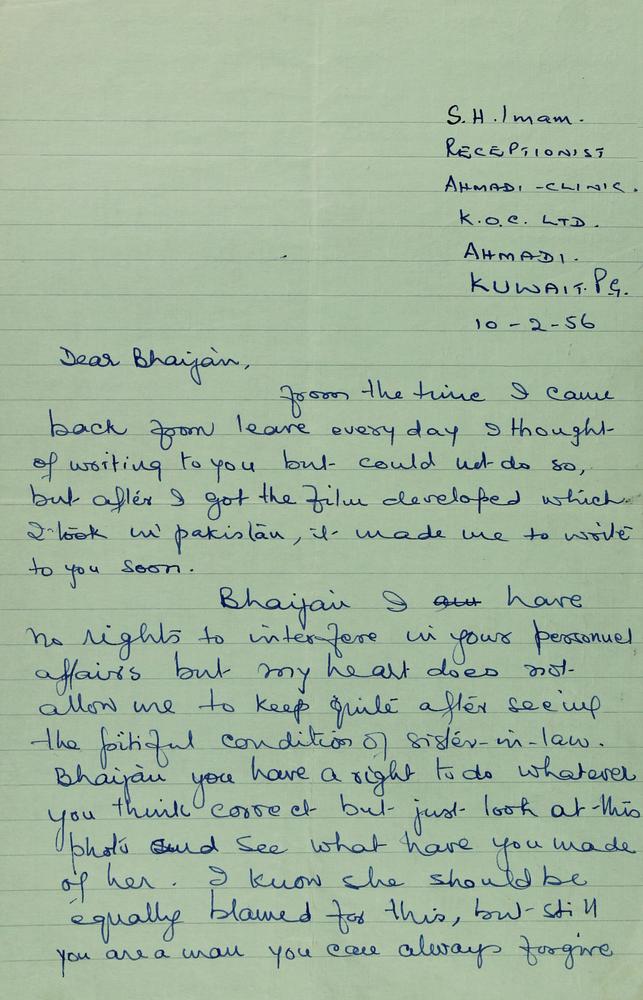 S.H. Imam.
RECEPTIONIST
AHMADI-CLINIC.
K.O.C. LTD.
AHMADI.
KUWAIT. PG.
10-2-56
Dear Bhaijàn,
from the time I came
back from leave every day I thought
of writing to you but could not do so,
but after I got the film developed which
I took in pakistàn, it made me to write
to you soon.
Bhaijàn I have
no rights to interfere in your personnel
affairs but my heart does not
allow me to keep quite after seeing
the pitiful condition of sister-in-law.
Bhaijàn you have a right to do whatever
you think correct but just look at this
photo and see what have you made
of her. I know she should be
equally blamed for this, but still
you are a man you can always forgive